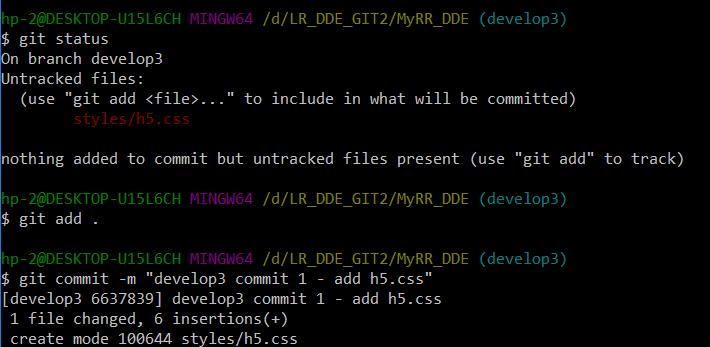 hp-2@DESKTOP-U15L6CH MINGW64 /d/LR_DDE_GIT2/MyRR_DDE (develop3)
$ git status
On branch develop3
Untracked files:
  (use "git add <file>..." to include in what will be committed)
        styles/h5.css

nothing added to commit but untracked files present (use "git add" to track)

hp-2@DESKTOP-U15L6CH MINGW64 /d/LR_DDE_GIT2/MyRR_DDE (develop3)
$ git add .

hp-2@DESKTOP-U15L6CH MINGW64 /d/LR_DDE_GIT2/MyRR_DDE (develop3)
$ git commit -m "develop3 commit 1 - add h5.css"
[develop3 6637839] develop3 commit 1 - add h5.css
 1 file changed, 6 insertions(+)
 create mode 100644 styles/h5.css